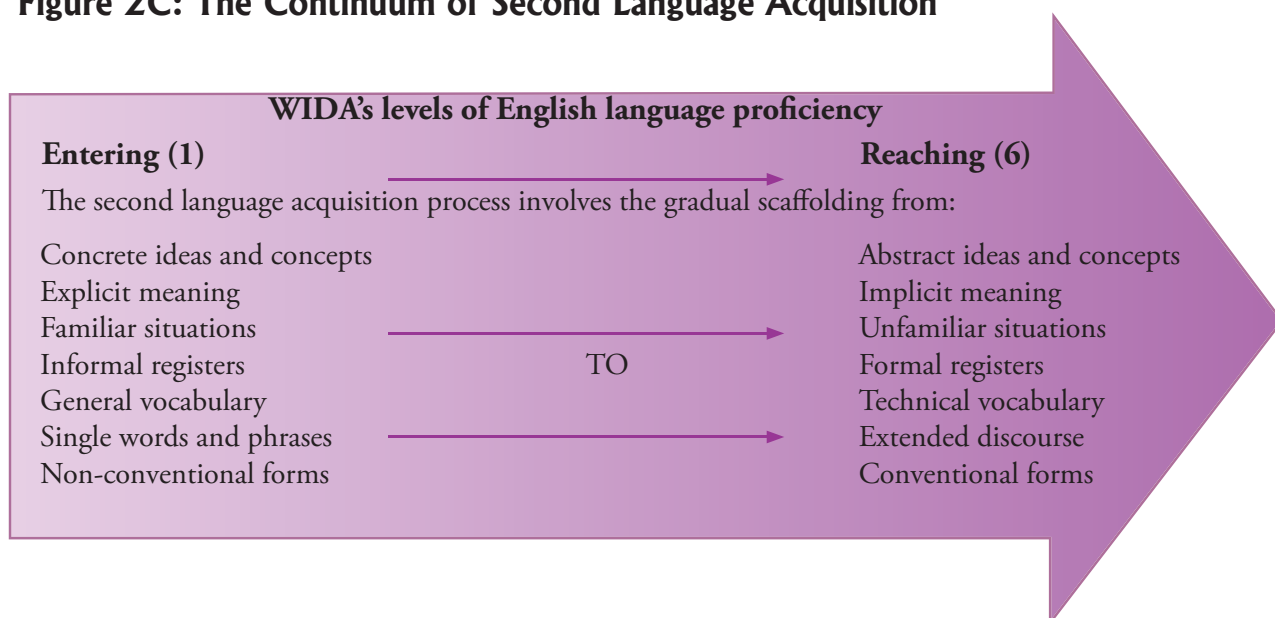 Figure 2C: The Continuum of Second Language Acquisition
WIDA's levels of English language proficiency
Entering (1) Reaching (6)
The second language acquisition process involves the gradual scaffolding from:
Concrete ideas and concepts Abstract ideas and concepts
Explicit meaning Implicit meaning
Familiar situations Unfamiliar situations
Informal registers TO Formal registers
General vocabulary Technical vocabulary
Single words and phrases Extended discourse
Non-conventional forms Conventional forms